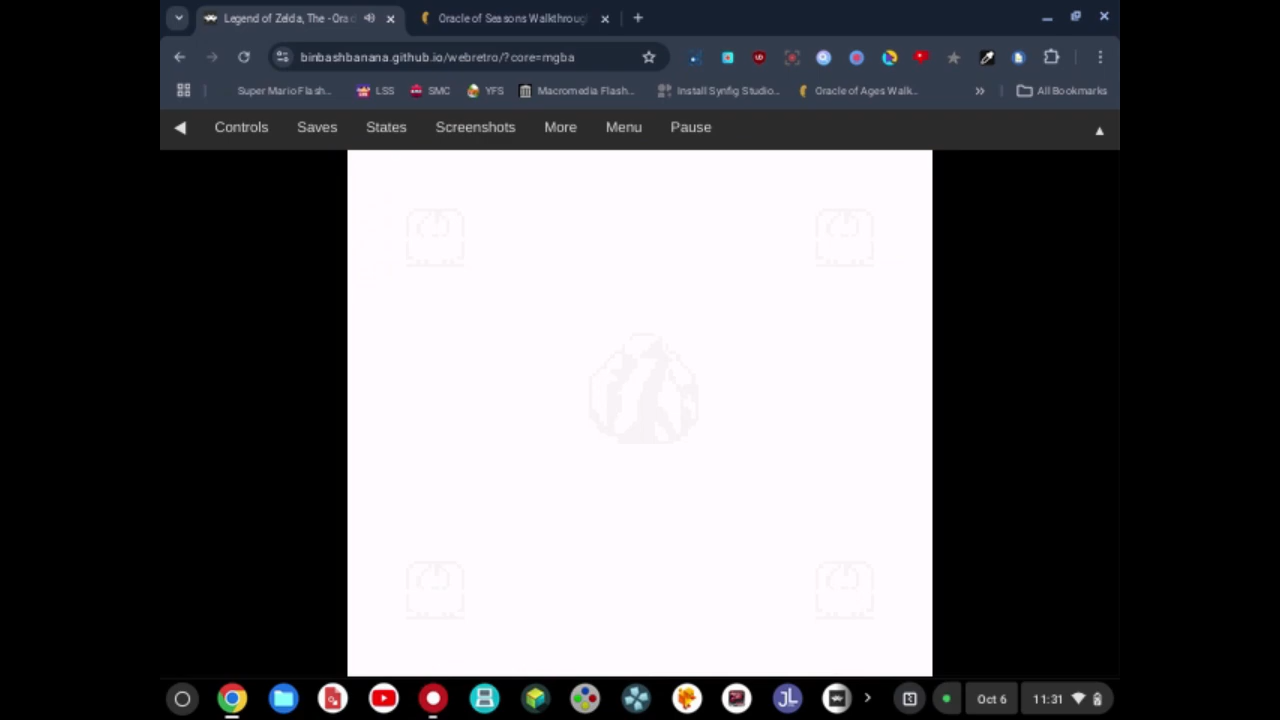 Legend of Zelda, The - Orac
Oracle of Seasons Walkthroug
binbashbanana.github.io/webretro/?core=mgba
Super Mario Flash...
LSS
SMC
YFS
Macromedia Flash...
Install Synfig Studio...
Oracle of Ages Walk...
All Bookmarks
Controls
Saves
States
Screenshots
More
Menu
Pause
Oct 6
11:31